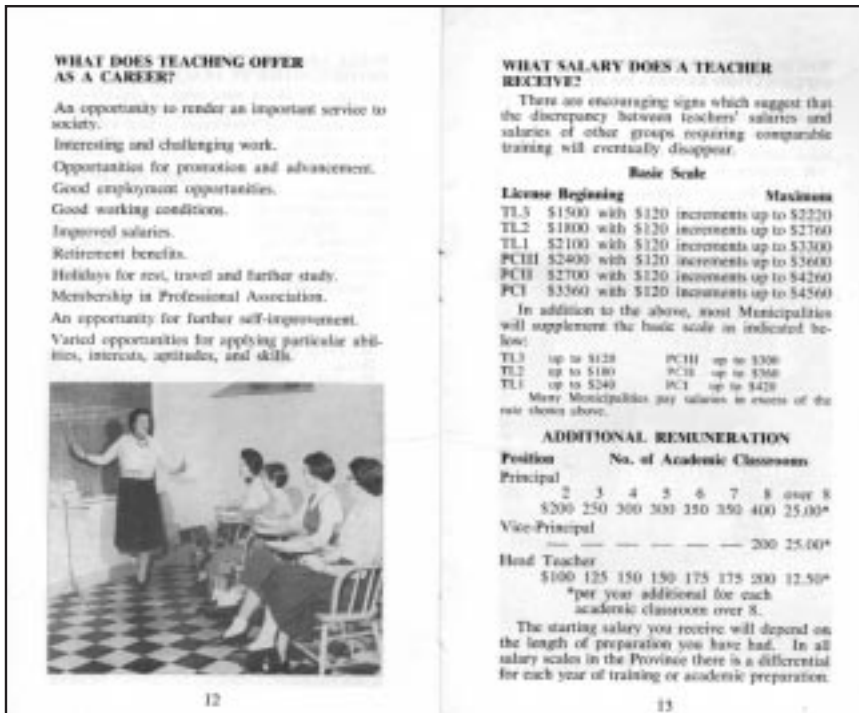 WHAT DOES TEACHING OFFER
AS A CAREER?
An opportunity to render an important service to
society.
Interesting and challenging work.
Opportunities for promotion and advancement.
Good employment opportunities.
Good working conditions.
Improved salaries.
Retirement benefits.
Holidays for rest, travel and further study.
Membership in Professional Association.
An opportunity for further self-improvement.
Varied opportunities for applying particular abil-
ities, interests, aptitudes, and skills.
12
WHAT SALARY DOES A TEACHER
RECEIVE?
There are encouraging signs which suggest that
the discrepancy between teachers' salaries and
salaries of other groups requiring comparable
training will eventually disappear.
Basic Scale
License Beginning Maximum
TL3 $1500 with $120 increments up to $2220
TL2 $1800 with $120 increments up to $2760
TL1 $2100 with $120 increments up to $3300
PCIII $2400 with $120 increments up to $3600
PCII $2700 with $120 increments up to $4260
PCI $3360 with $120 increments up to $4560
In addition to the above, most Municipalities
will supplement the basic scale as indicated be-
low:
TL3 up to $120 PCIII up to $300
TL2 up to $180 PCII up to $360
TL1 up to $240 PCI up to $420
Many Municipalities pay salaries in excess of the
rate shown above.
ADDITIONAL REMUNERATION
Position No. of Academic Classrooms
Principal
2 3 4 5 6 7 8 over 8
$200 250 300 300 350 350 400 25.00*
Vice-Principal
— — — — — — 200 25.00*
Head Teacher
$100 125 150 150 175 175 200 12.50*
*per year additional for each
academic classroom over 8.
The starting salary you receive will depend on
the length of preparation you have had. In all
salary scales in the Province there is a differential
for each year of training or academic preparation.
13